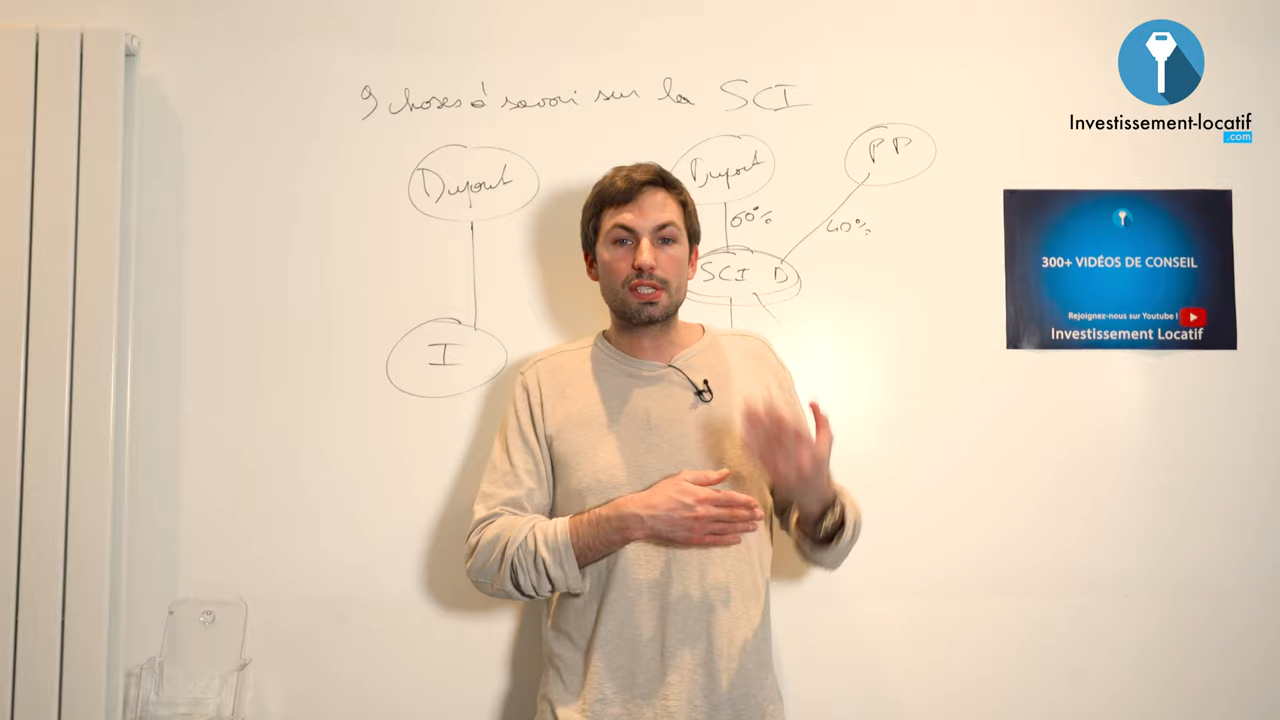 9 choses à savoir sur la SCI
Investissement-locatif
.com
Dupont
Dupont
PP
60%
40%
SCI D
I
300+ VIDÉOS DE CONSEIL
Rejoignez-nous sur Youtube !
Investissement Locatif